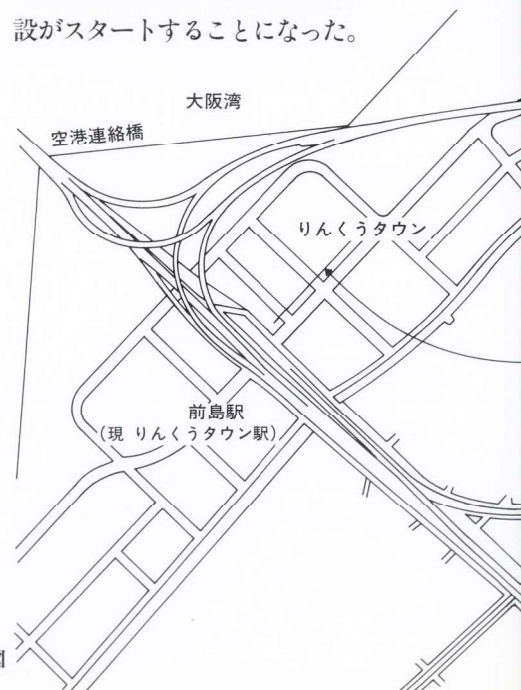 設がスタートすることになった。
大阪湾
空港連絡橋
りんくうタウン
前島駅
(現 りんくうタウン駅)
図